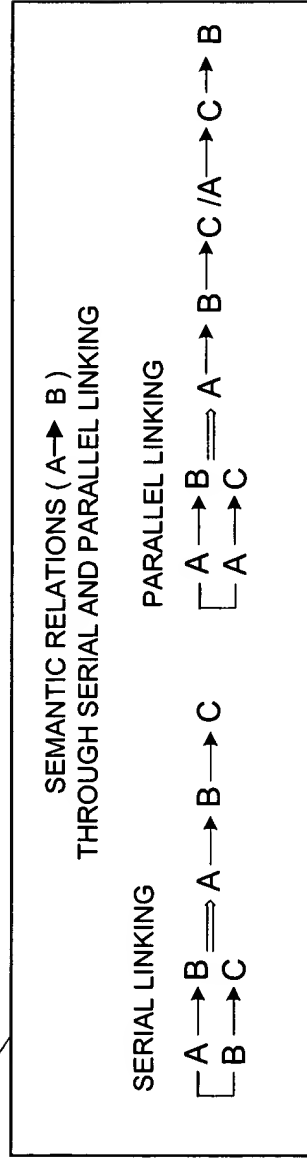 SEMANTIC RELATIONS ( A → B )
THROUGH SERIAL AND PARALLEL LINKING
SERIAL LINKING
A → B ⇒ A → B → C
B → C
PARALLEL LINKING
A → B ⇒ A → B → C / A → C → B
A → C